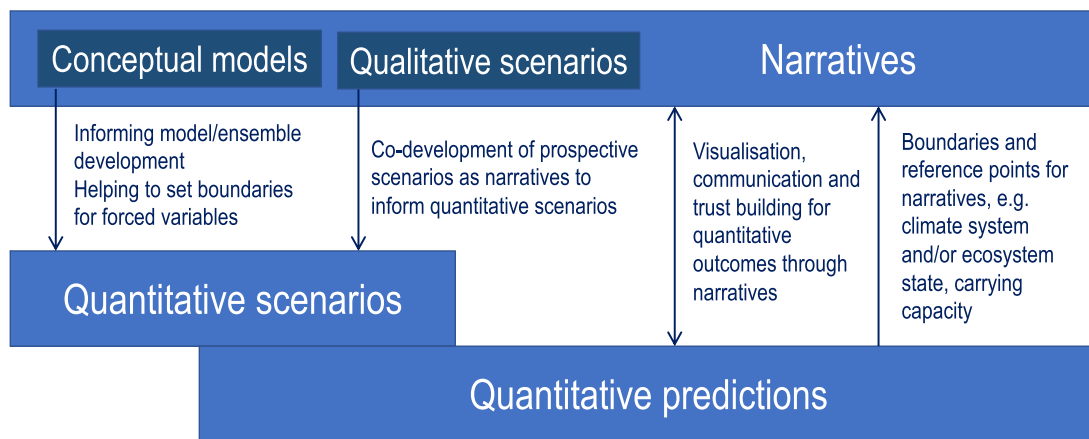 Conceptual models
Qualitative scenarios
Narratives
Informing model/ensemble
development
Helping to set boundaries
for forced variables
Co-development of prospective
scenarios as narratives to
inform quantitative scenarios
Visualisation,
communication and
trust building for
quantitative
outcomes through
narratives
Boundaries and
reference points for
narratives, e.g.
climate system
and/or ecosystem
state, carrying
capacity
Quantitative scenarios
Quantitative predictions